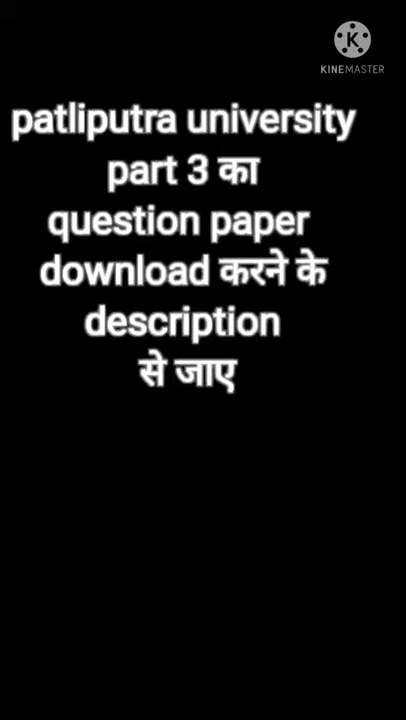 KINEMASTER
patliputra university
part 3 का
question paper
download करने के
description
से जाए